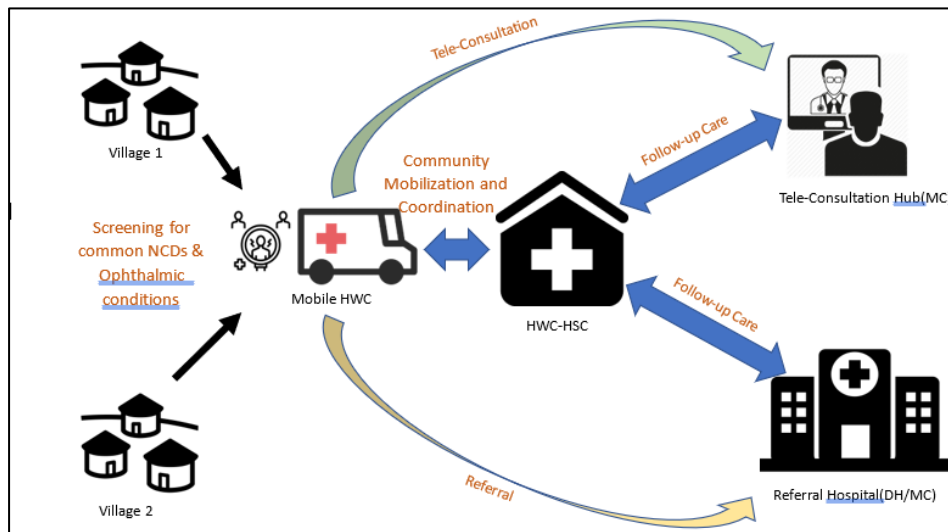 Village 1
Screening for
common NCDs &
Ophthalmic
conditions
Village 2
Mobile HWC
Tele-Consultation
Community
Mobilization and
Coordination
HWC-HSC
Referral
Follow-up Care
Tele-Consultation Hub(MC)
Follow-up Care
Referral Hospital(DH/MC)